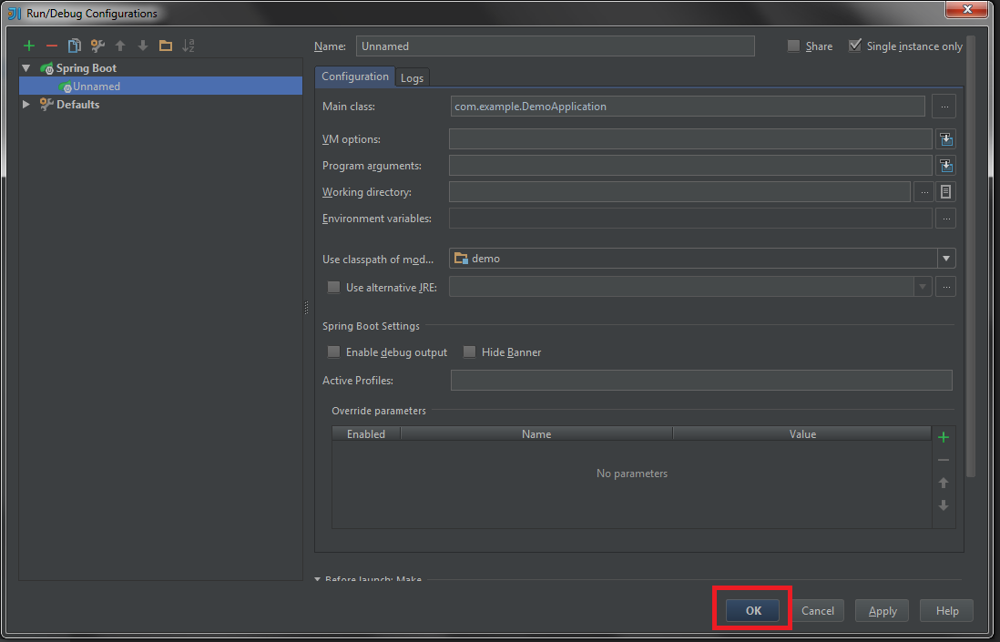 Run/Debug Configurations
Name: Unnamed Share Single instance only
Spring Boot
Unnamed
Defaults
Configuration Logs
Main class: com.example.DemoApplication ...
VM options:
Program arguments:
Working directory: ...
Environment variables: ...
Use classpath of mod... demo
Use alternative JRE: ...
Spring Boot Settings
Enable debug output Hide Banner
Active Profiles:
Override parameters
Enabled Name Value
No parameters
Before launch: Make
OK Cancel Apply Help